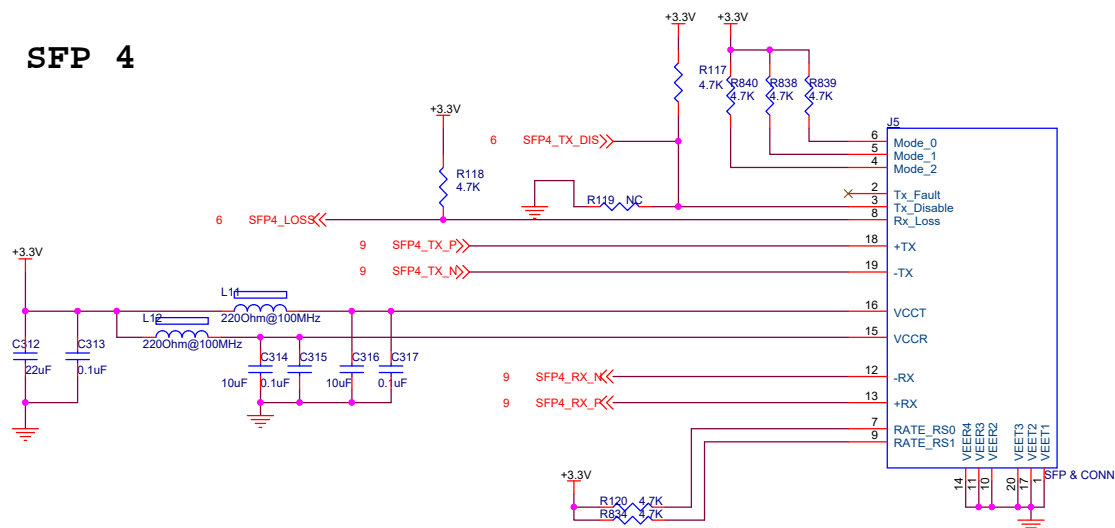 SFP 4
+3.3V
+3.3V
R117
4.7K
R840
4.7K
R838
4.7K
R839
4.7K
J5
+3.3V
6 SFP4_TX_DIS
6 Mode_0
5 Mode_1
4 Mode_2
R118
4.7K
2 Tx_Fault
R119 NC
3 Tx_Disable
6 SFP4_LOSS
8 Rx_Loss
9 SFP4_TX_P
18 +TX
+3.3V
9 SFP4_TX_N
19 -TX
L11
220Ohm@100MHz
16 VCCT
L12
220Ohm@100MHz
15 VCCR
C312
22uF
C313
0.1uF
C314
10uF
C315
0.1uF
C316
10uF
C317
0.1uF
9 SFP4_RX_N
12 -RX
9 SFP4_RX_P
13 +RX
7 RATE_RS0
9 RATE_RS1
VEER4
VEER3
VEER2
VEET3
VEET2
VEET1
14
11
10
20
17
1
SFP & CONN
+3.3V
R120 4.7K
R834 4.7K